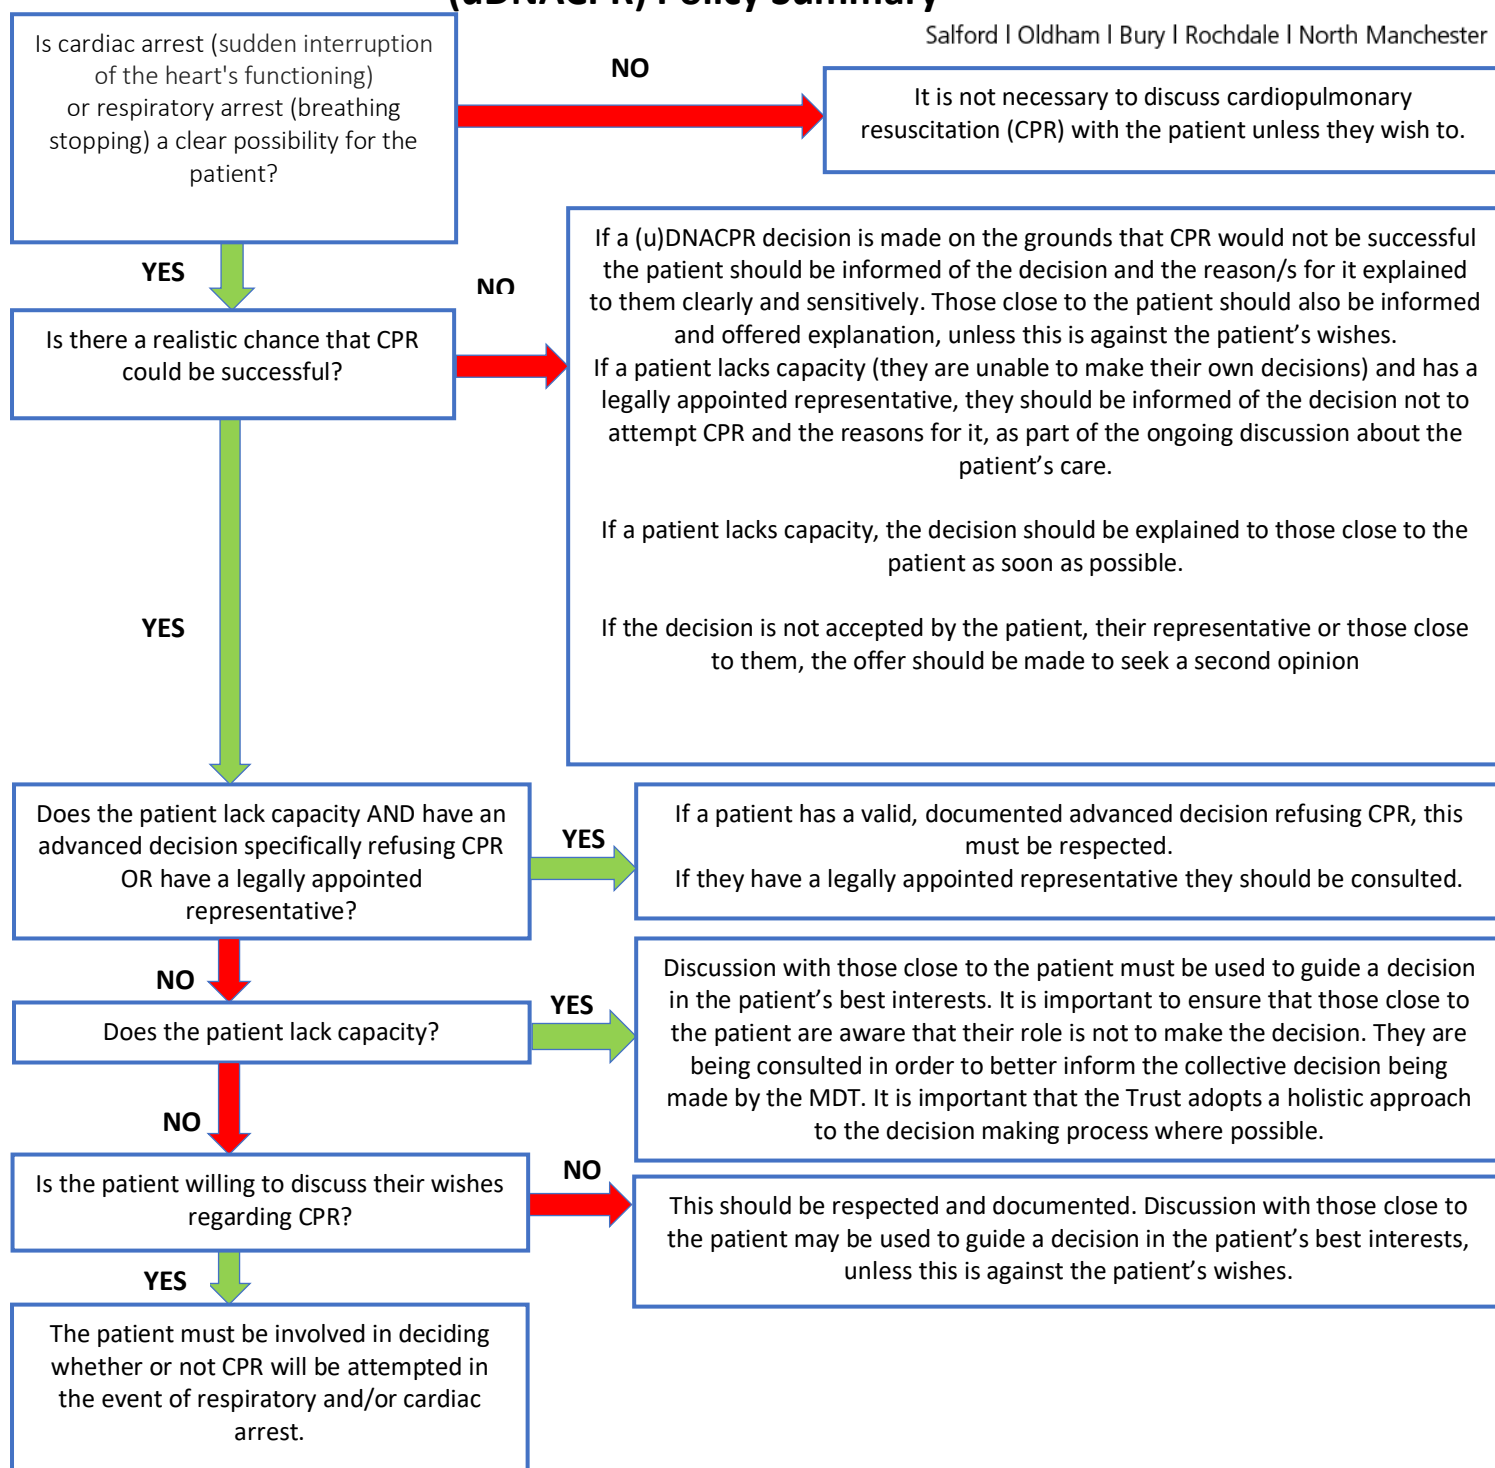 (uDNACPR) Policy Summary
Salford l Oldham l Bury l Rochdale l North Manchester
Is cardiac arrest (sudden interruption
of the heart's functioning)
or respiratory arrest (breathing
stopping) a clear possibility for the
patient?
NO
It is not necessary to discuss cardiopulmonary
resuscitation (CPR) with the patient unless they wish to.
YES
Is there a realistic chance that CPR
could be successful?
NO
If a (u)DNACPR decision is made on the grounds that CPR would not be successful
the patient should be informed of the decision and the reason/s for it explained
to them clearly and sensitively. Those close to the patient should also be informed
and offered explanation, unless this is against the patient’s wishes.
If a patient lacks capacity (they are unable to make their own decisions) and has a
legally appointed representative, they should be informed of the decision not to
attempt CPR and the reasons for it, as part of the ongoing discussion about the
patient’s care.
If a patient lacks capacity, the decision should be explained to those close to the
patient as soon as possible.
If the decision is not accepted by the patient, their representative or those close
to them, the offer should be made to seek a second opinion
YES
Does the patient lack capacity AND have an
advanced decision specifically refusing CPR
OR have a legally appointed
representative?
YES
If a patient has a valid, documented advanced decision refusing CPR, this
must be respected.
If they have a legally appointed representative they should be consulted.
NO
Does the patient lack capacity?
YES
Discussion with those close to the patient must be used to guide a decision
in the patient’s best interests. It is important to ensure that those close to
the patient are aware that their role is not to make the decision. They are
being consulted in order to better inform the collective decision being
made by the MDT. It is important that the Trust adopts a holistic approach
to the decision making process where possible.
NO
Is the patient willing to discuss their wishes
regarding CPR?
NO
This should be respected and documented. Discussion with those close to
the patient may be used to guide a decision in the patient’s best interests,
unless this is against the patient’s wishes.
YES
The patient must be involved in deciding
whether or not CPR will be attempted in
the event of respiratory and/or cardiac
arrest.